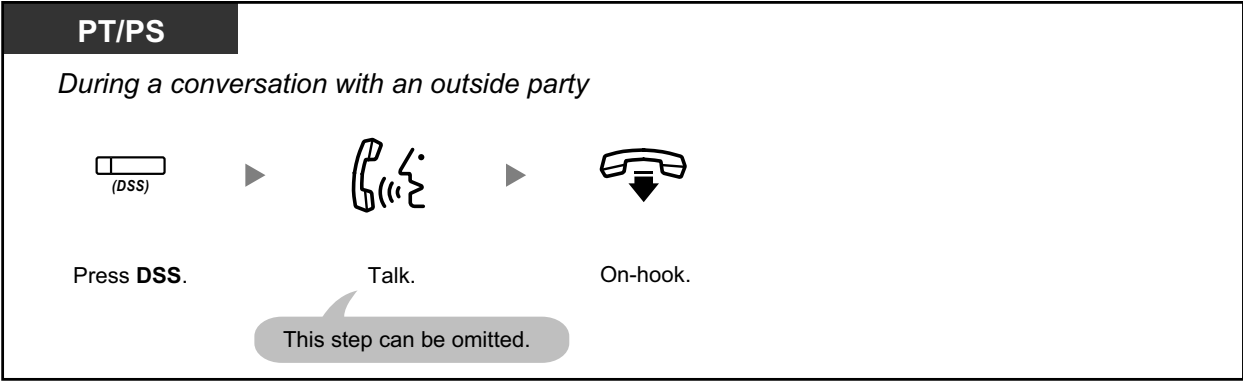 PT/PS
During a conversation with an outside party
(DSS)
Press DSS.
Talk.
On-hook.
This step can be omitted.